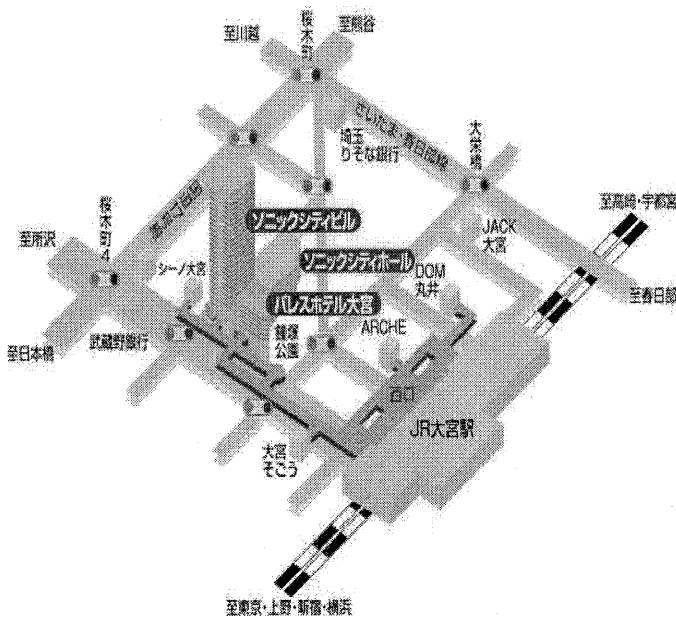 至川越
桜木町
至熊谷
さいたま・春日部線
大栄橋
埼玉
りそな銀行
至高崎・宇都宮
桜木町4
至所沢
ソニックシティビル
JACK
大宮
シーノ大宮
ソニックシティホール
DOM
丸井
至春日部
パレスホテル大宮
至日本橋
武蔵野銀行
鐘塚
公園
ARCHE
西口
JR大宮駅
大宮
そごう
至東京・上野・新宿・横浜